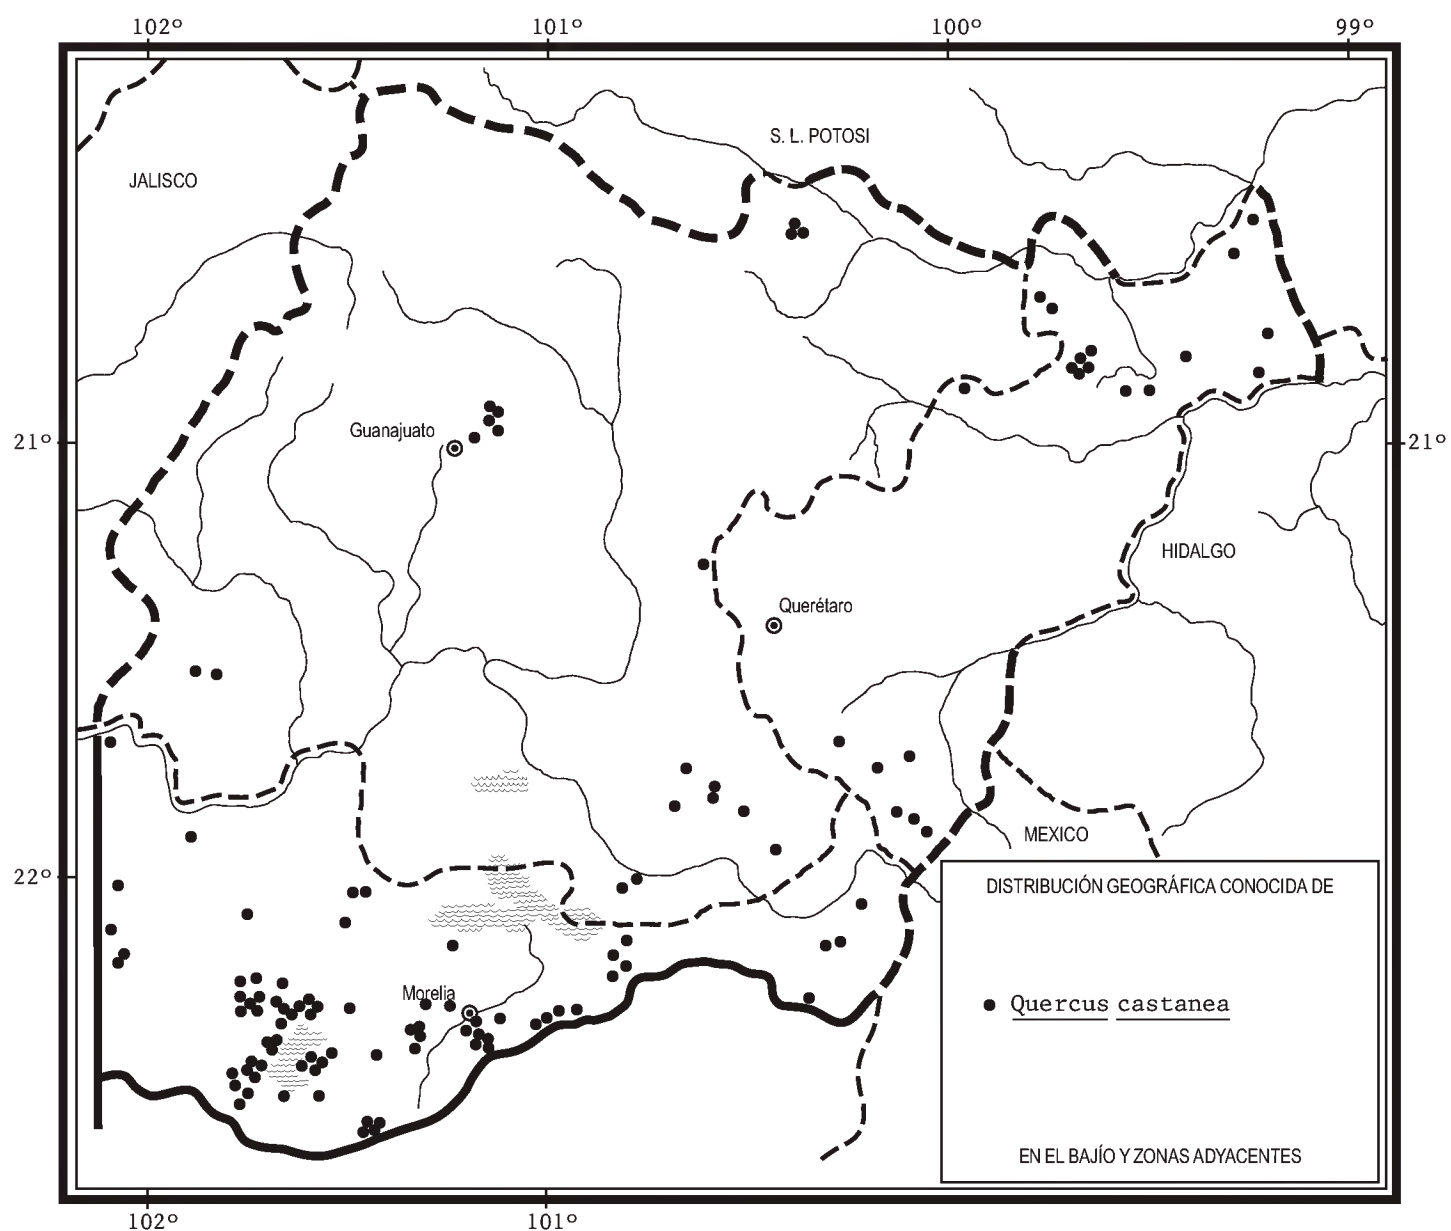 102º 101º 100º 99º
S. L. POTOSI
JALISCO
Guanajuato
21º 21º
HIDALGO
Querétaro
MEXICO
22º
DISTRIBUCIÓN GEOGRÁFICA CONOCIDA DE
Morelia
Quercus castanea
EN EL BAJÍO Y ZONAS ADYACENTES
102º 101º